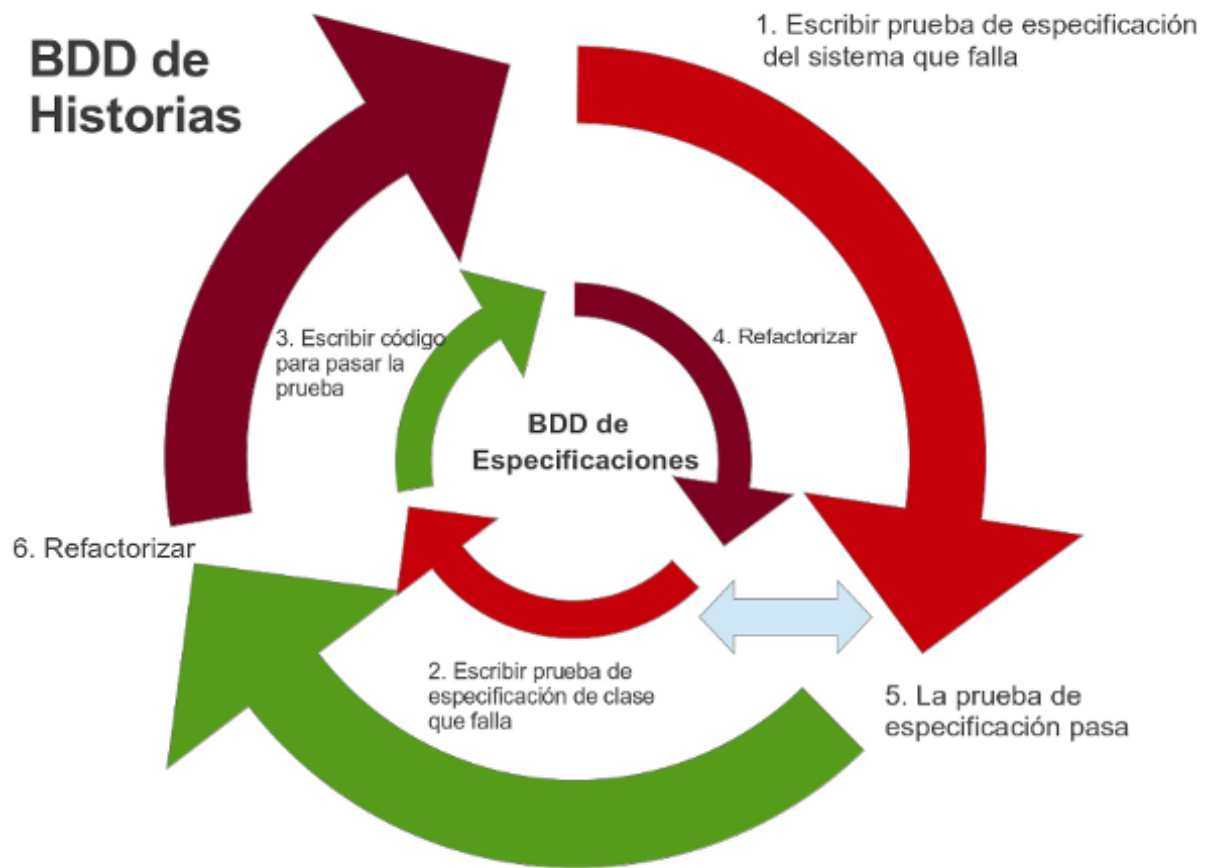 BDD de
Historias
1. Escribir prueba de especificación
del sistema que falla
3. Escribir código
para pasar la
prueba
4. Refactorizar
BDD de
Especificaciones
6. Refactorizar
2. Escribir prueba de
especificación de clase
que falla
5. La prueba de
especificación pasa